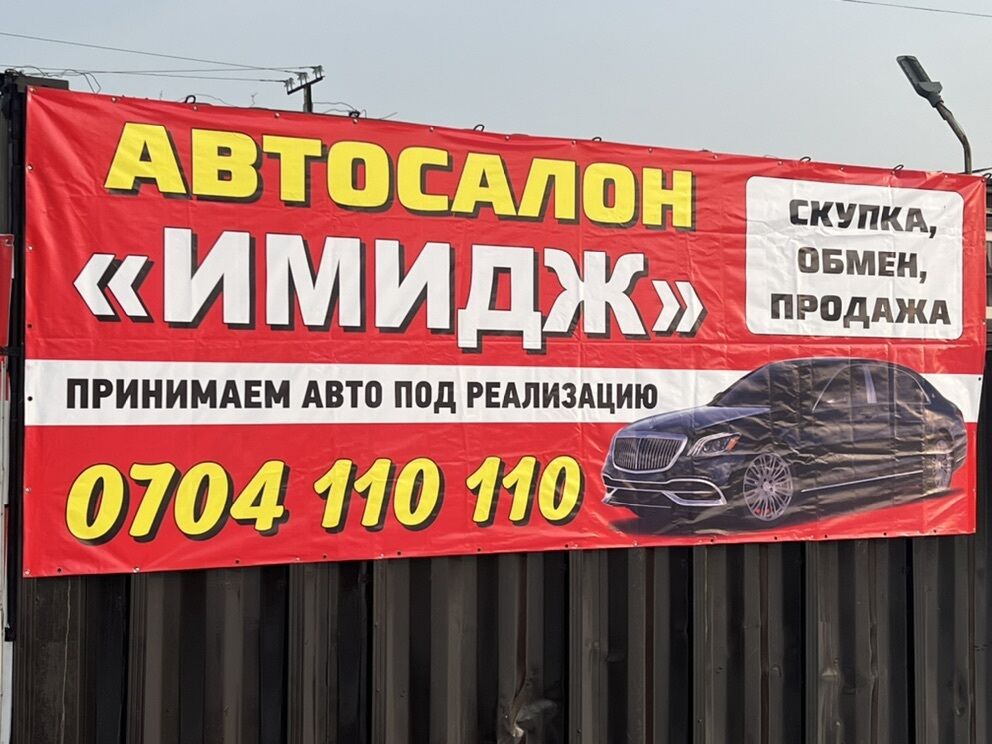 АВТОСАЛОН
«ИМИДЖ»
СКУПКА,
ОБМЕН,
ПРОДАЖА
ПРИНИМАЕМ АВТО ПОД РЕАЛИЗАЦИЮ
0704 110 110